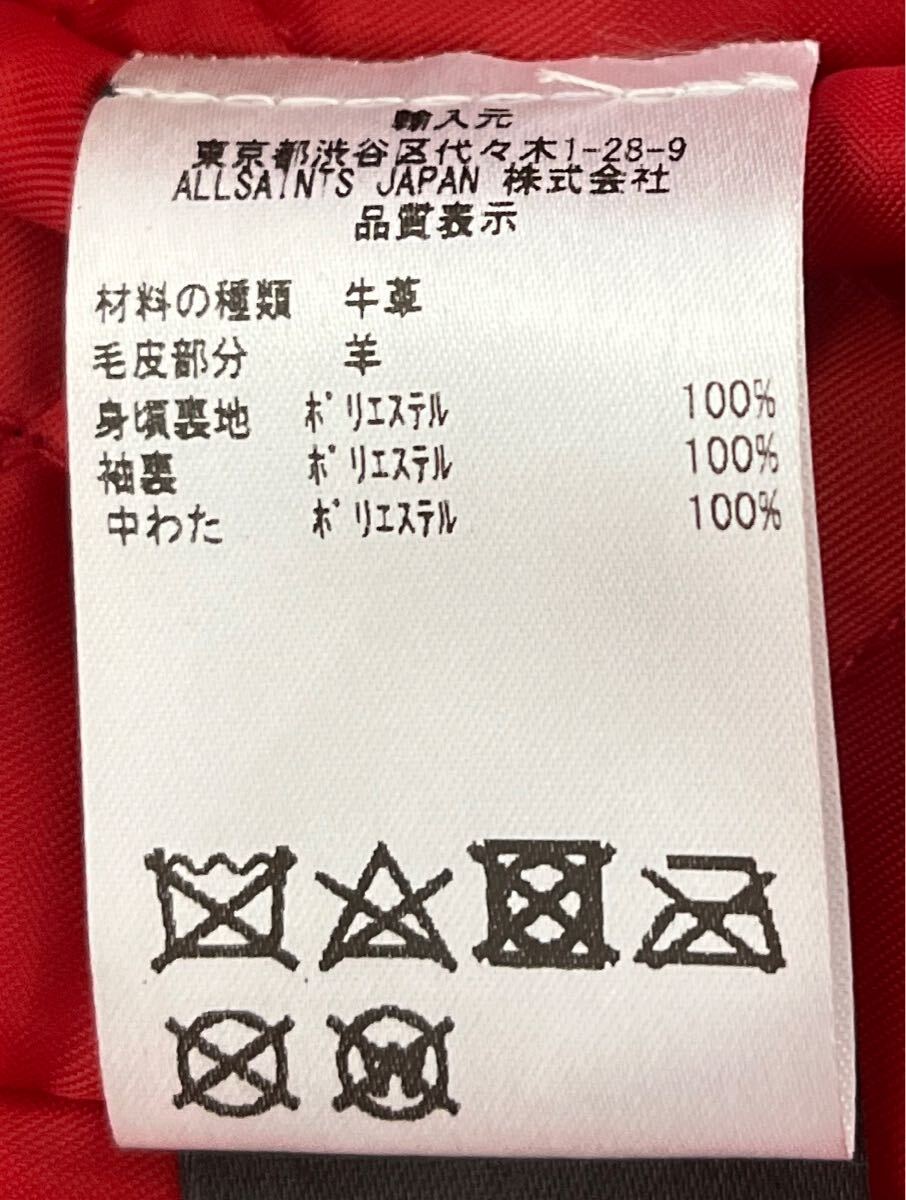 輸入元
東京都渋谷区代々木1-28-9
ALLSAINTS JAPAN 株式会社
品質表示
材料の種類 牛革
毛皮部分 羊
身頃裏地 ポリエステル 100%
袖裏 ポリエステル 100%
中わた ポリエステル 100%
W